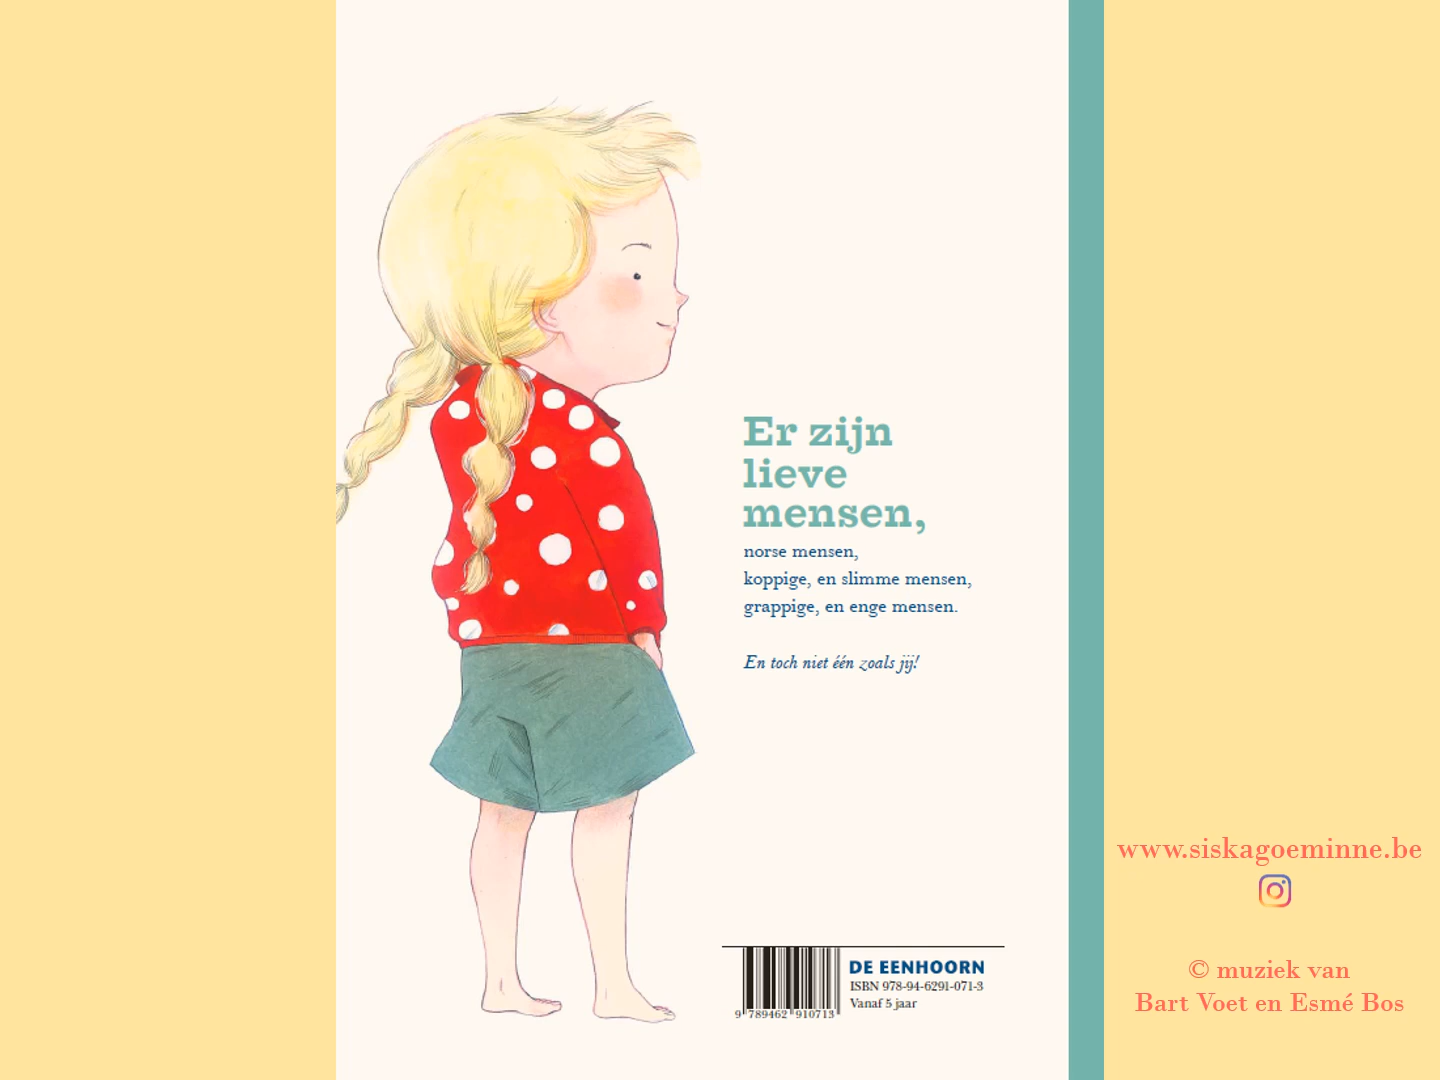 Er zijn
lieve
mensen,
norse mensen,
koppige, en slimme mensen,
grappige, en enge mensen.
En toch niet één zoals jij!
DE EENHOORN
ISBN 978-94-6291-071-3
Vanaf 5 jaar
9 789462 910713
www.siskagoeminne.be
© muziek van
Bart Voet en Esmé Bos